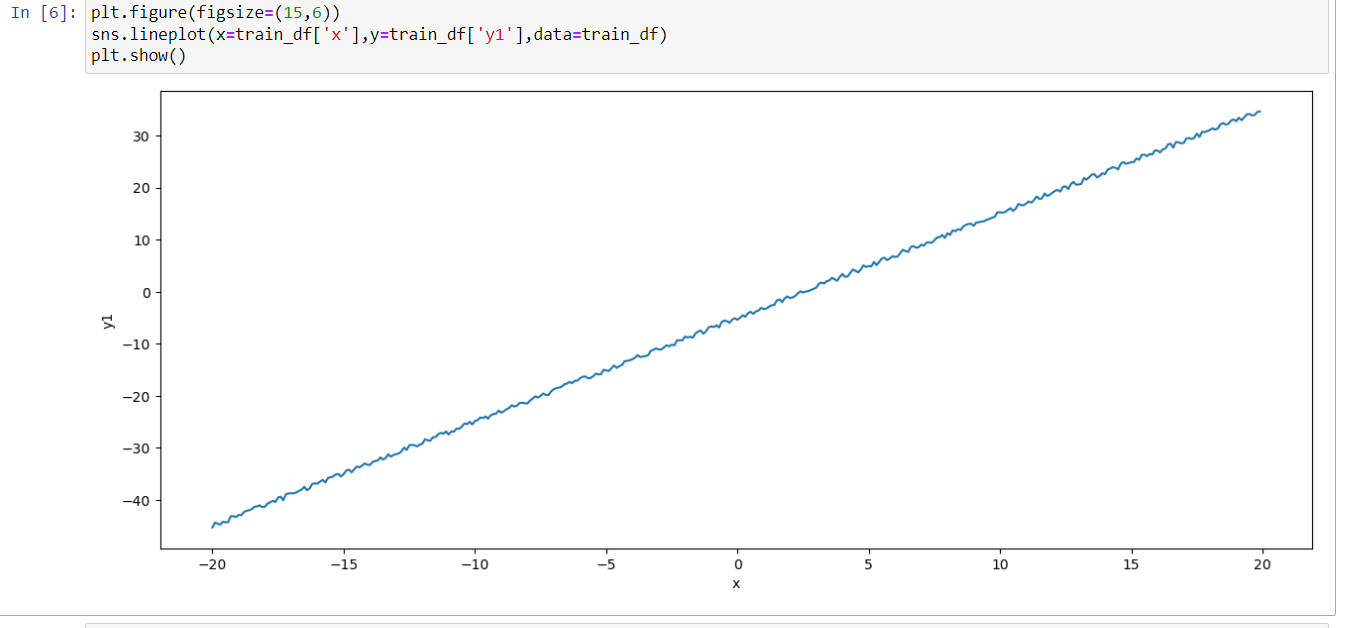 In [6]: plt.figure(figsize=(15,6))
sns.lineplot(x=train_df['x'],y=train_df['y1'],data=train_df)
plt.show()
30
20
10
0
−10
−20
−30
−40
y1
−20 −15 −10 −5 0 5 10 15 20
x